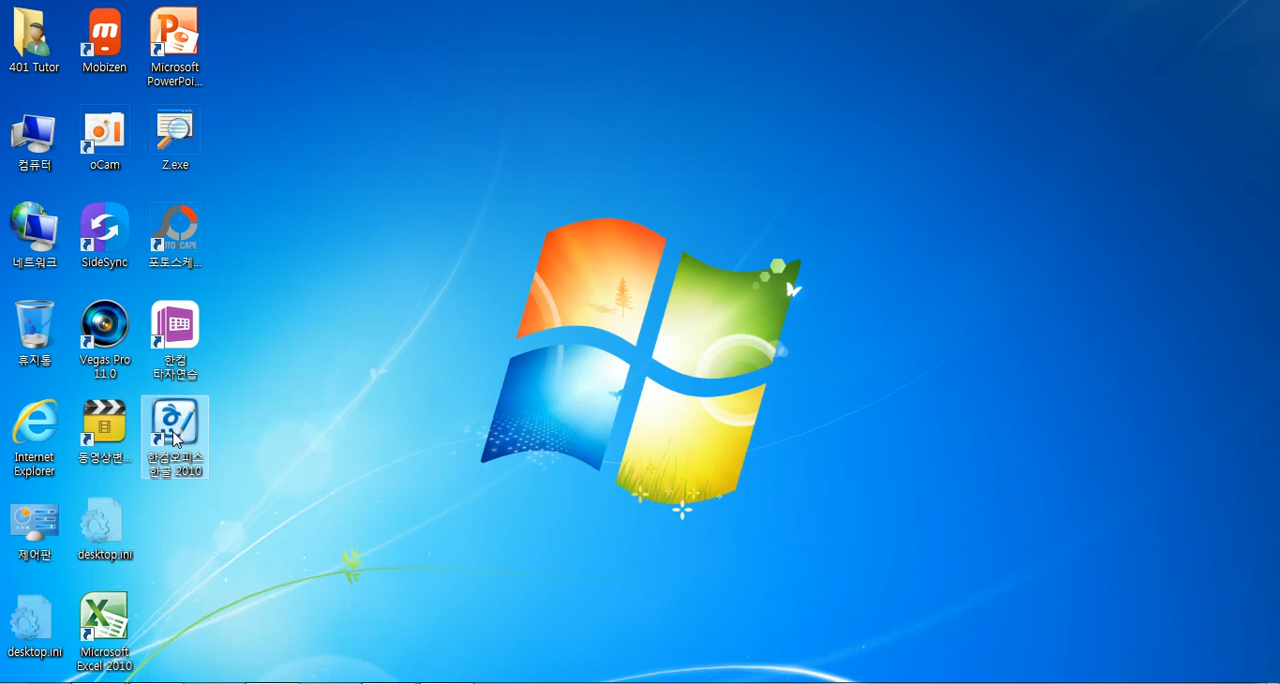 401 Tutor
Mobizen
Microsoft
PowerPoi...
컴퓨터
oCam
Z.exe
네트워크
SideSync
포토스케...
휴지통
Vegas Pro
11.0
한컴
타자연습
Internet
Explorer
동영상변...
한컴오피스
한글 2010
제어판
desktop.ini
desktop.ini
Microsoft
Excel 2010